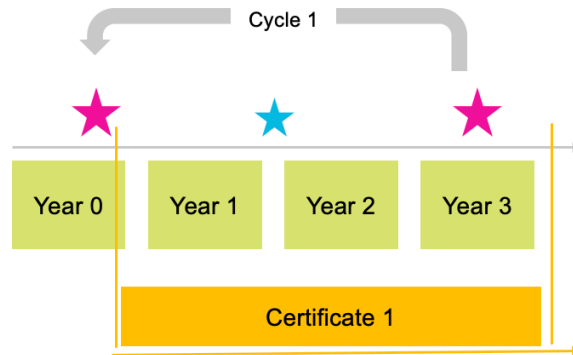 Cycle 1
Year 0
Year 1
Year 2
Year 3
Certificate 1